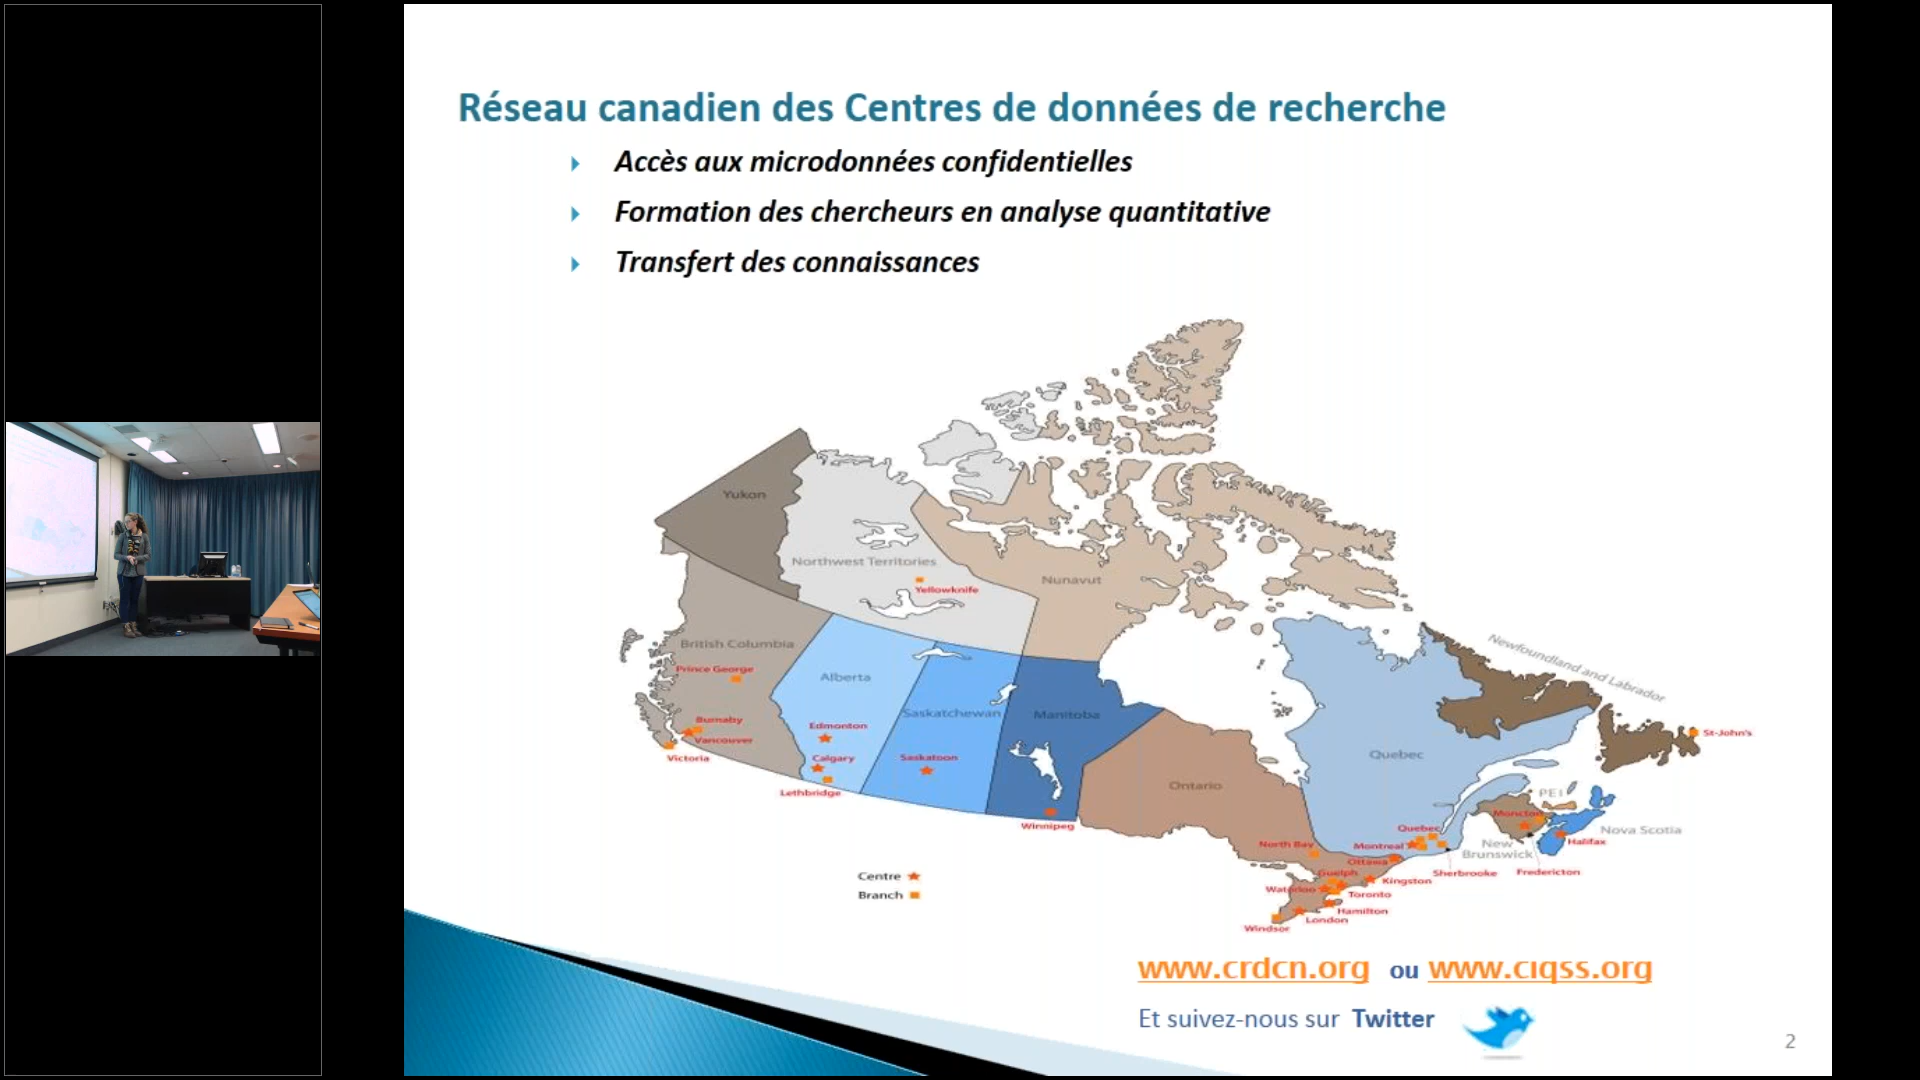 Réseau canadien des Centres de données de recherche
Accès aux microdonnées confidentielles
Formation des chercheurs en analyse quantitative
Transfert des connaissances
Yukon
Northwest Territories
Yellowknife
Nunavut
British Columbia
Prince George
Burnaby
Vancouver
Victoria
Alberta
Edmonton
Calgary
Lethbridge
Saskatchewan
Saskatoon
Manitoba
Winnipeg
Ontario
North Bay
Ottawa
Guelph
Kingston
Waterloo
Toronto
Hamilton
London
Windsor
Quebec
Quebec
Montreal
Sherbrooke
Newfoundland and Labrador
St-John's
PEI
Moncton
Nova Scotia
Halifax
New
Brunswick
Fredericton
Centre
Branch
www.crdcn.org ou www.ciqss.org
Et suivez-nous sur Twitter
2